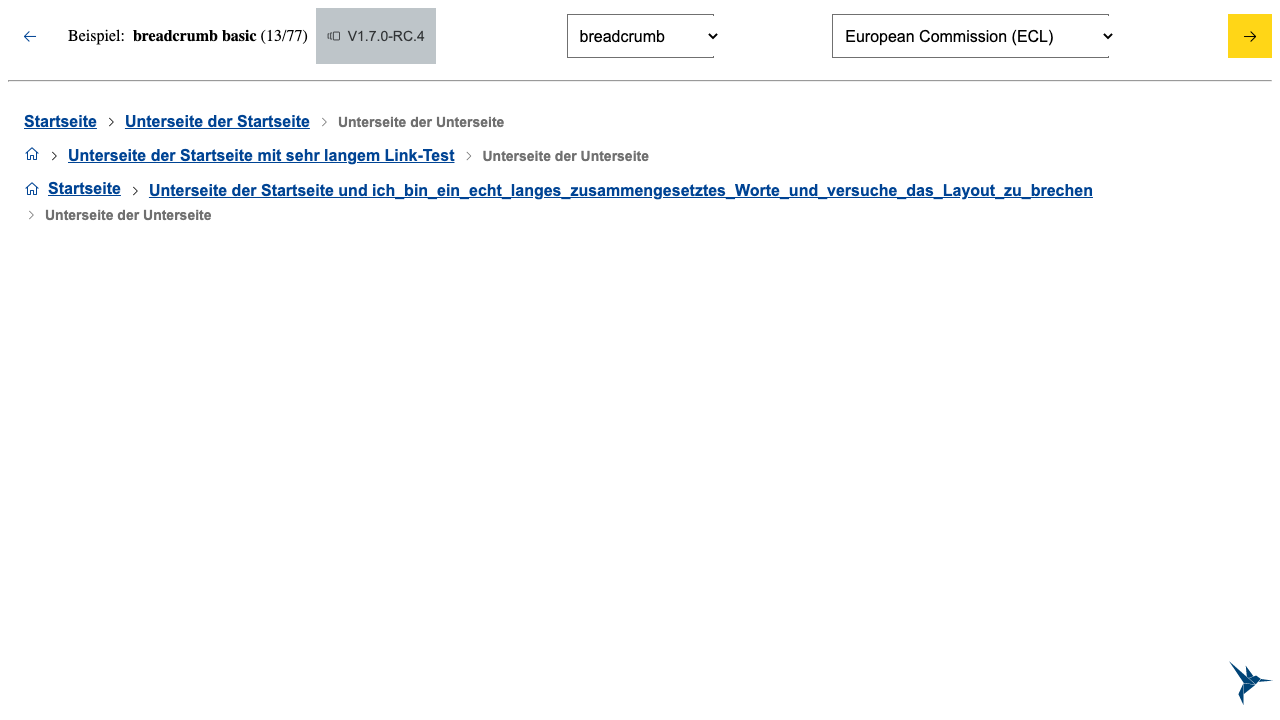 Beispiel: breadcrumb basic (13/77) V1.7.0-RC.4 breadcrumb European Commission (ECL)
Startseite Unterseite der Startseite Unterseite der Unterseite
Unterseite der Startseite mit sehr langem Link-Test Unterseite der Unterseite
Startseite Unterseite der Startseite und ich_bin_ein_echt_langes_zusammengesetztes_Worte_und_versuche_das_Layout_zu_brechen
Unterseite der Unterseite